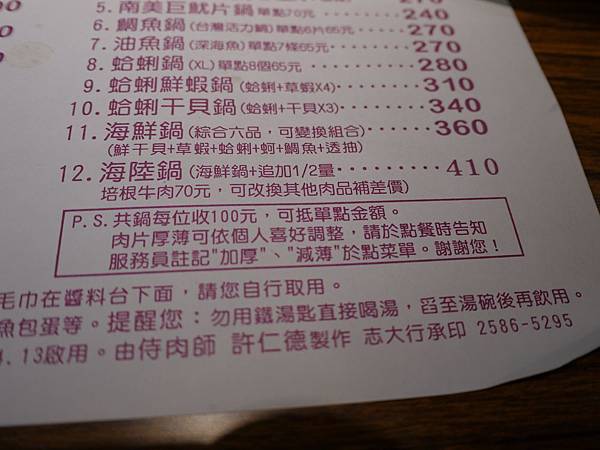 5.南美巨魷片鍋 單點70元 240
6.鯛魚鍋(台灣活力鯛)單點6片65元 270
7.油魚鍋(深海魚)單點7條65元 270
8.蛤蜊鍋(XL)單點8個65元 280
9.蛤蜊鮮蝦鍋(蛤蜊+草蝦X4) 310
10.蛤蜊干貝鍋(蛤蜊+干貝X3) 340
11.海鮮鍋(綜合六品，可變換組合) 360
(鮮干貝+草蝦+蛤蜊+蚵+鯛魚+透抽)
12.海陸鍋(海鮮鍋+追加1/2量 410
培根牛肉70元，可改換其他肉品補差價)
P.S.共鍋每位收100元，可抵單點金額。
肉片厚薄可依個人喜好調整，請於點餐時告知
服務員註記"加厚"、"減薄"於點菜單。謝謝您！
毛巾在醬料台下面，請您自行取用。
魚包蛋等。提醒您：勿用鐵湯匙直接喝湯，舀至湯碗後再飲用。
.13啟用。由侍肉師 許仁德製作 志大行承印 2586-5295